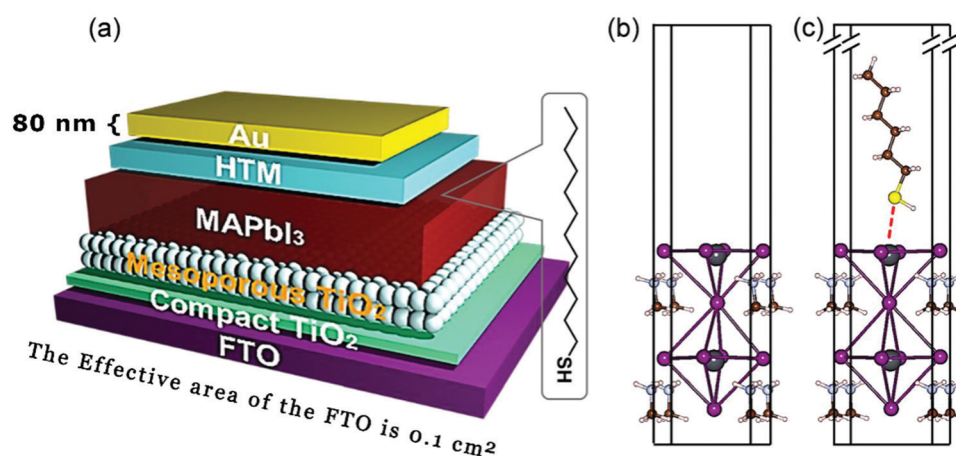 (a)
80 nm {
Au
HTM
MAPbI₃
Mesoporous TiO₂
Compact TiO₂
FTO
The Effective area of the FTO is 0.1 cm²
SH
(b)
(c)